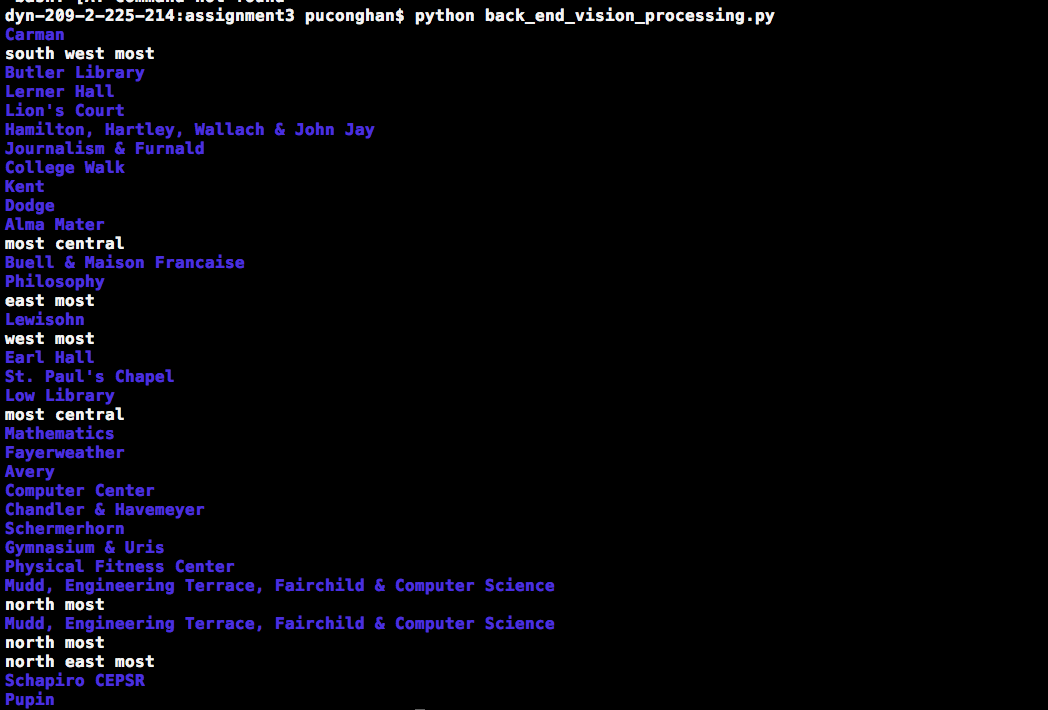 dyn-209-2-225-214:assignment3 puconghan$ python back_end_vision_processing.py
Carman
south west most
Butler Library
Lerner Hall
Lion's Court
Hamilton, Hartley, Wallach & John Jay
Journalism & Furnald
College Walk
Kent
Dodge
Alma Mater
most central
Buell & Maison Francaise
Philosophy
east most
Lewisohn
west most
Earl Hall
St. Paul's Chapel
Low Library
most central
Mathematics
Fayerweather
Avery
Computer Center
Chandler & Havemeyer
Schermerhorn
Gymnasium & Uris
Physical Fitness Center
Mudd, Engineering Terrace, Fairchild & Computer Science
north most
Mudd, Engineering Terrace, Fairchild & Computer Science
north most
north east most
Schapiro CEPSR
Pupin